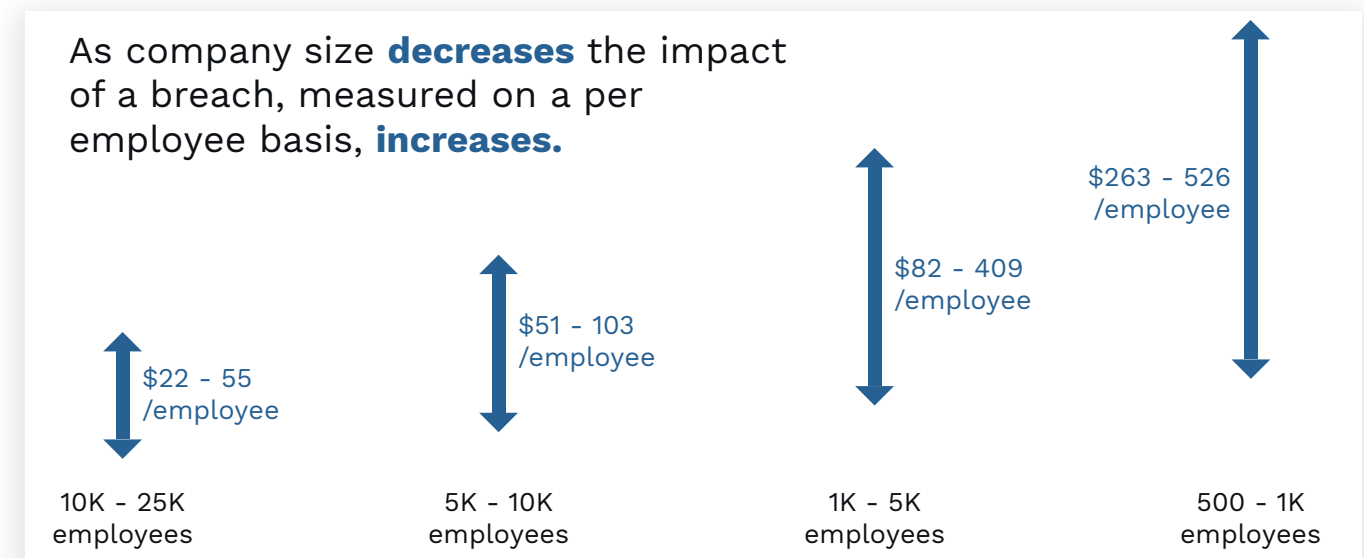 As company size decreases the impact
of a breach, measured on a per
employee basis, increases.
$263 - 526
/employee
$82 - 409
/employee
$51 - 103
/employee
$22 - 55
/employee
10K - 25K
employees
5K - 10K
employees
1K - 5K
employees
500 - 1K
employees